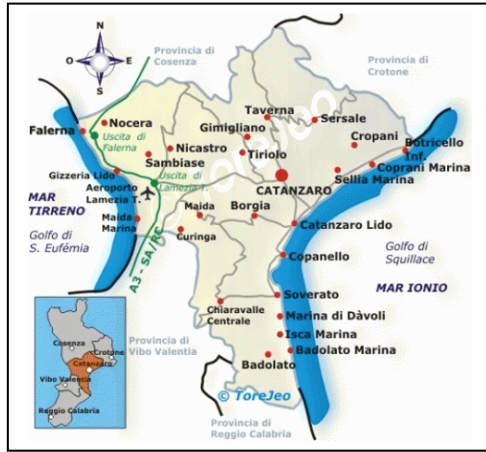 Provincia di
Cosenza
N
O
E
S
Provincia di
Crotone
Taverna
Sersale
Nocera
Falerna
Uscita di
Falerna
Gimigliano
Cropani
Nicastro
Botricello
Inf.
Sambiase
Tiriolo
Coprani Marina
Gizzeria Lido
Uscita di
Lamezia T.
Sellia Marina
Aeroporto
Lamezia T.
CATANZARO
MAR
TIRRENO
Maida
Borgia
Maida
Marina
Catanzaro Lido
Golfo di
S. Eufémia
Curinga
A3 - SA/RC
Copanello
Golfo di
Squillace
MAR IONIO
Soverato
Chiaravalle
Centrale
Marina di Dàvoli
Isca Marina
Provincia di
Vibo Valentia
Badolato Marina
Badolato
Cosenza
Crotone
Catanzaro
Vibo Valentia
Reggio Calabria
© ToreJeo
Provincia di
Reggio Calabria
ToreJeo